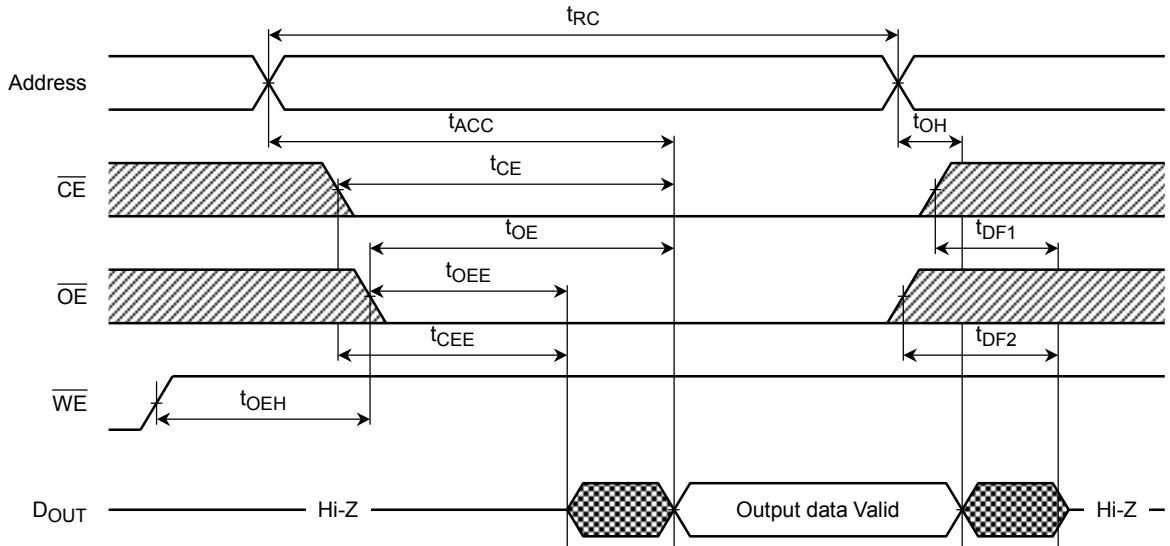 tRC
Address
tACC
tOH
CE
tCE
tOE
tDF1
OE
tOEE
tCEE
tDF2
WE
tOEH
DOUT
Hi-Z
Output data Valid
Hi-Z